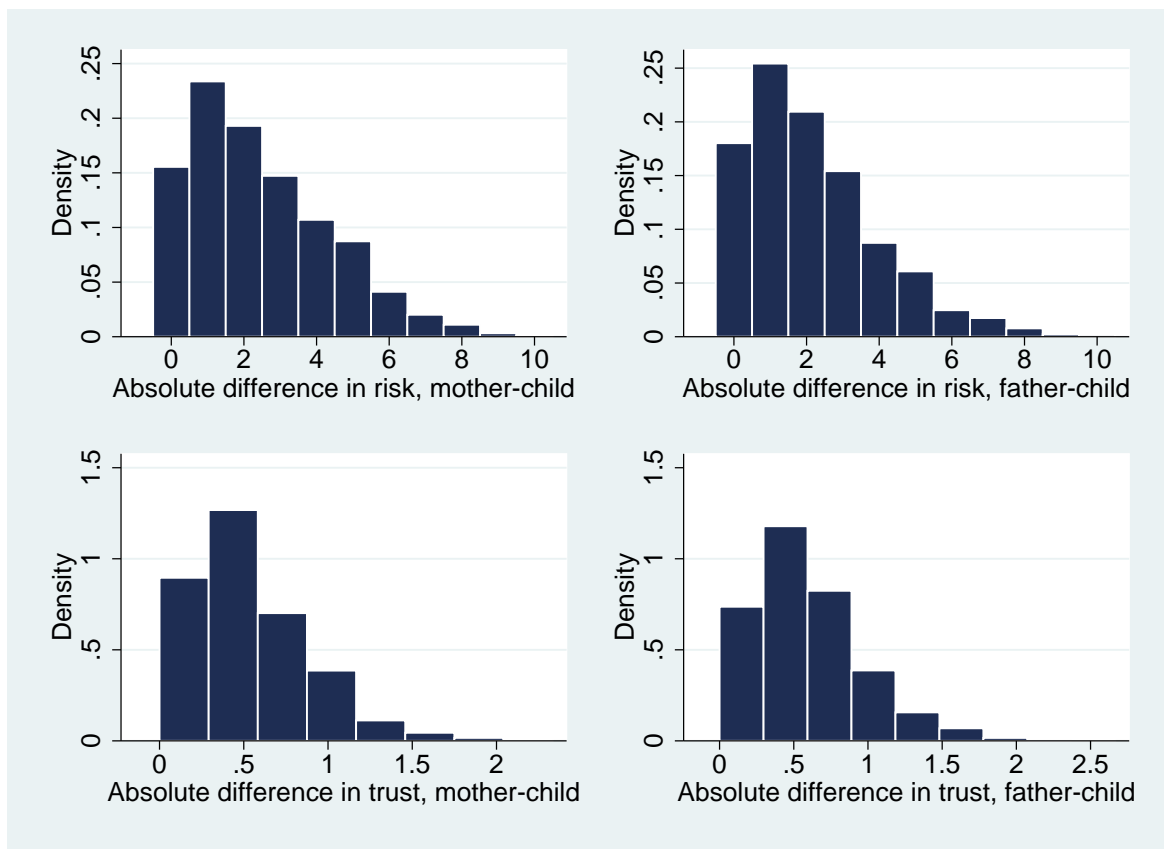 Density
.25
.2
.15
.1
.05
0
0 2 4 6 8 10
Absolute difference in risk, mother-child
Density
.25
.2
.15
.1
.05
0
0 2 4 6 8 10
Absolute difference in risk, father-child
Density
1.5
1
.5
0
0 .5 1 1.5 2
Absolute difference in trust, mother-child
Density
1.5
1
.5
0
0 .5 1 1.5 2 2.5
Absolute difference in trust, father-child